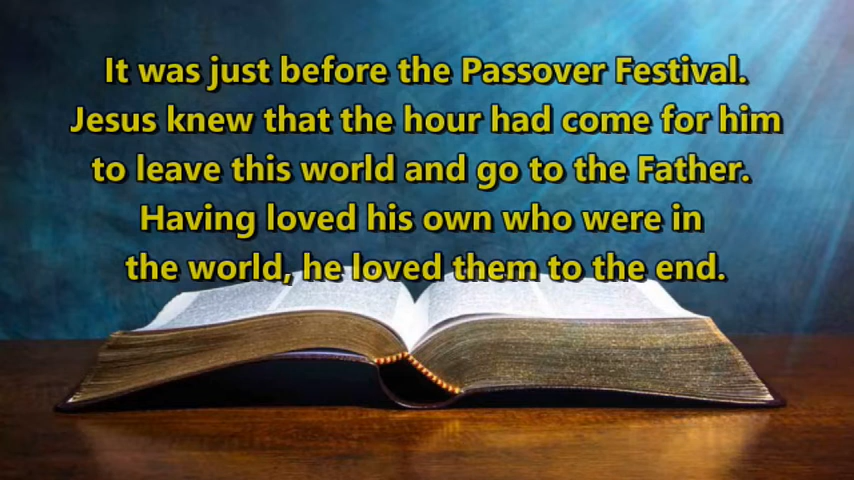 It was just before the Passover Festival.
Jesus knew that the hour had come for him
to leave this world and go to the Father.
Having loved his own who were in
the world, he loved them to the end.